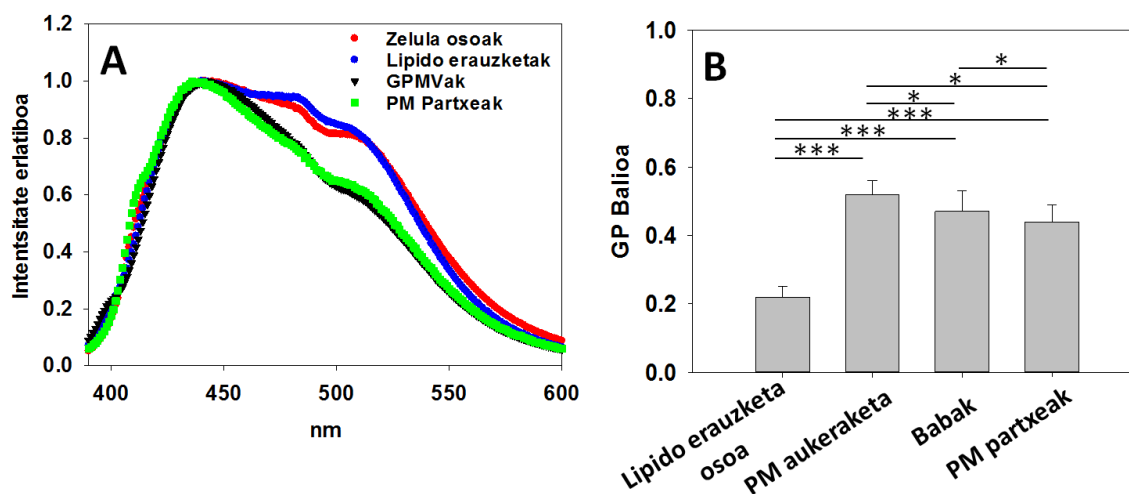 A
Zelula osoak
Lipido erauzketak
GPMVak
PM Partxeak
Intentsitate erlatiboa
1.2
1.0
0.8
0.6
0.4
0.2
0.0
400
450
500
550
600
nm
B
GP Balioa
1.0
0.8
0.6
0.4
0.2
0.0
*
*
*
***
***
***
Lipido erauzketa
osoa
PM aukeraketa
Babak
PM partxeak